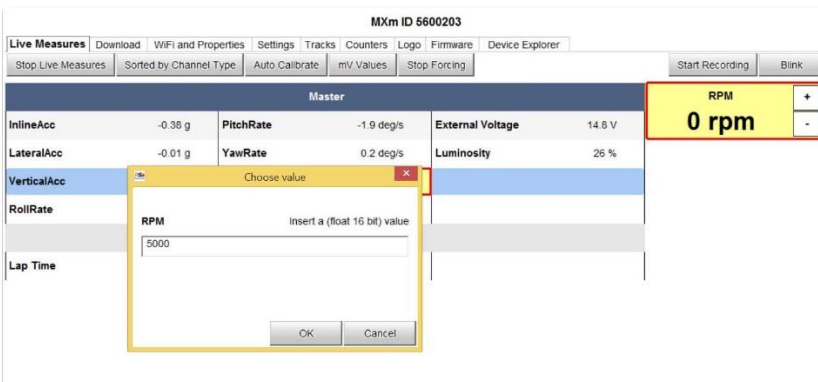 MXm ID 5600203
Live Measures Download WiFi and Properties Settings Tracks Counters Logo Firmware Device Explorer
Stop Live Measures Sorted by Channel Type Auto Calibrate mV Values Stop Forcing Start Recording Blink
Master
RPM +
0 rpm -
InlineAcc -0.38 g PitchRate -1.9 deg/s External Voltage 14.8 V
LateralAcc -0.01 g YawRate 0.2 deg/s Luminosity 26 %
VerticalAcc
RollRate
Lap Time
Choose value x
RPM Insert a (float 16 bit) value
5000
OK Cancel